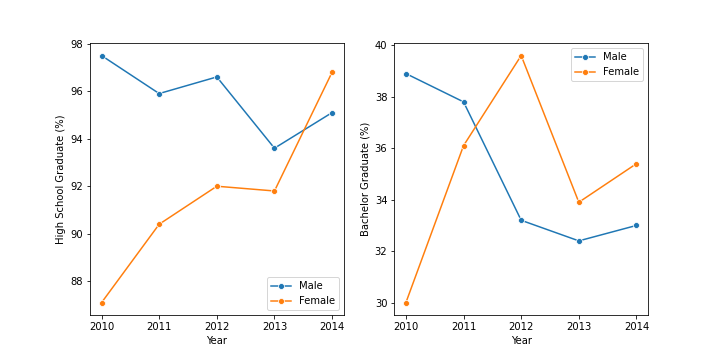 98
96
94
92
90
88
High School Graduate (%)
2010 2011 2012 2013 2014
Year
Male
Female
40
38
36
34
32
30
Bachelor Graduate (%)
2010 2011 2012 2013 2014
Year
Male
Female